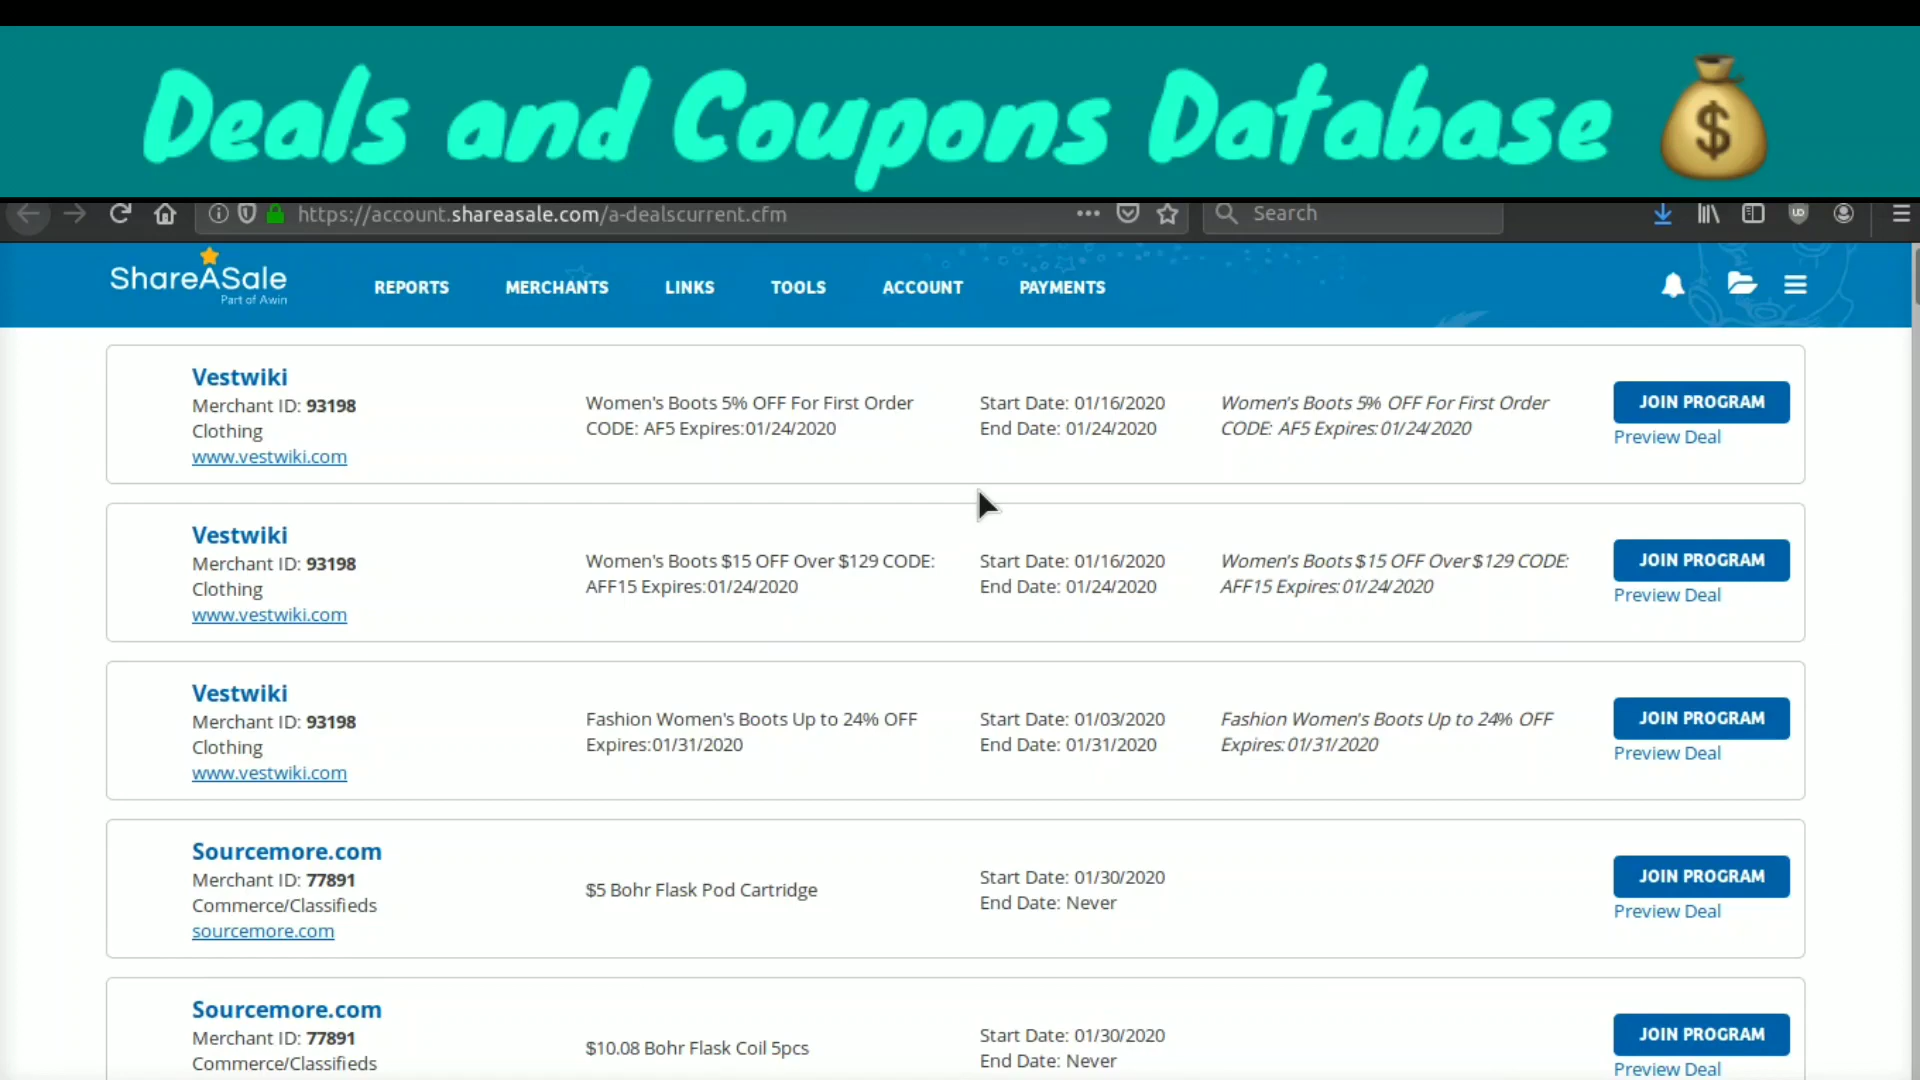 Deals and Coupons Database
https://account.shareasale.com/a-dealscurrent.cfm
Search
ShareASale
Part of Awin
REPORTS
MERCHANTS
LINKS
TOOLS
ACCOUNT
PAYMENTS
Vestwiki
Merchant ID: 93198
Clothing
www.vestwiki.com
Women's Boots 5% OFF For First Order
CODE: AF5 Expires:01/24/2020
Start Date: 01/16/2020
End Date: 01/24/2020
Women's Boots 5% OFF For First Order
CODE: AF5 Expires:01/24/2020
JOIN PROGRAM
Preview Deal
Vestwiki
Merchant ID: 93198
Clothing
www.vestwiki.com
Women's Boots $15 OFF Over $129 CODE:
AFF15 Expires:01/24/2020
Start Date: 01/16/2020
End Date: 01/24/2020
Women's Boots $15 OFF Over $129 CODE:
AFF15 Expires:01/24/2020
JOIN PROGRAM
Preview Deal
Vestwiki
Merchant ID: 93198
Clothing
www.vestwiki.com
Fashion Women's Boots Up to 24% OFF
Expires:01/31/2020
Start Date: 01/03/2020
End Date: 01/31/2020
Fashion Women's Boots Up to 24% OFF
Expires:01/31/2020
JOIN PROGRAM
Preview Deal
Sourcemore.com
Merchant ID: 77891
Commerce/Classifieds
sourcemore.com
$5 Bohr Flask Pod Cartridge
Start Date: 01/30/2020
End Date: Never
JOIN PROGRAM
Preview Deal
Sourcemore.com
Merchant ID: 77891
Commerce/Classifieds
$10.08 Bohr Flask Coil 5pcs
Start Date: 01/30/2020
End Date: Never
JOIN PROGRAM
Preview Deal